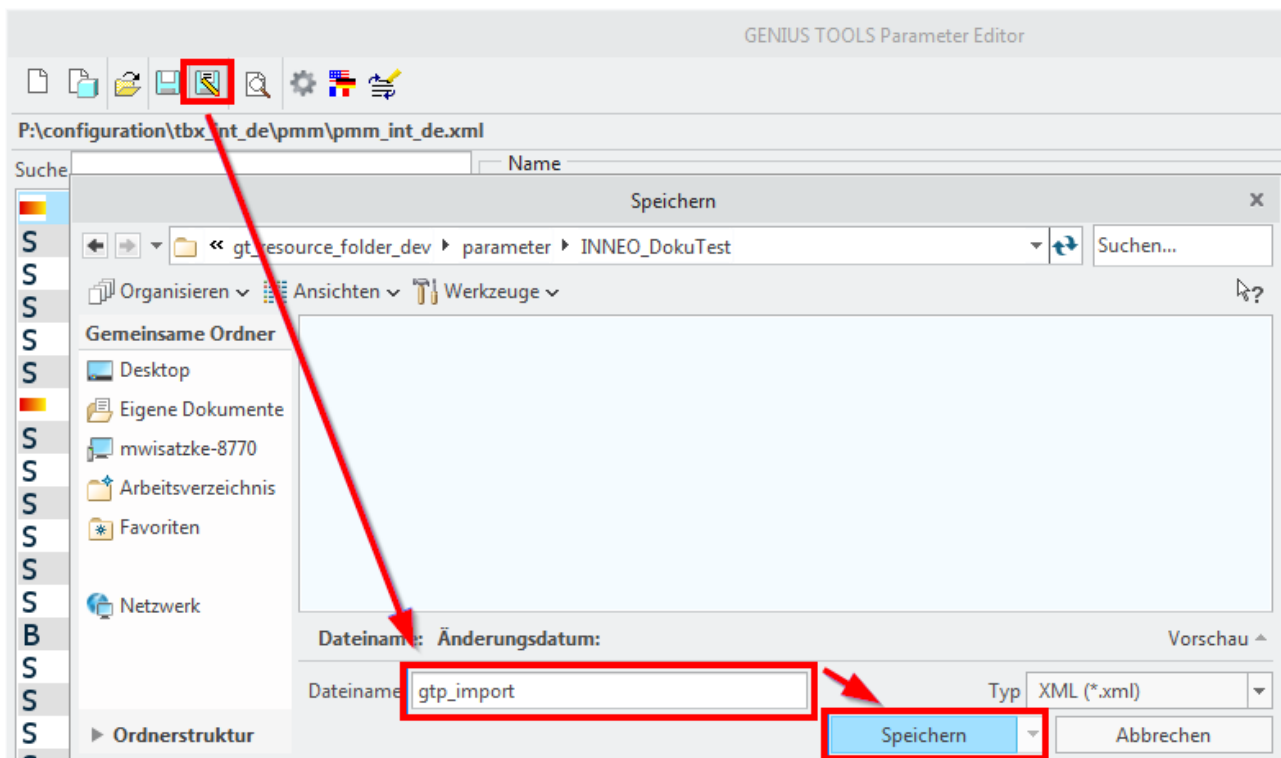 GENIUS TOOLS Parameter Editor
P:\configuration\tbx_int_de\pmm\pmm_int_de.xml
Suche Name
Speichern x
S « gt_resource_folder_dev parameter INNEO_DokuTest Suchen...
S
S Organisieren Ansichten Werkzeuge ?
S Gemeinsame Ordner
S Desktop
Eigene Dokumente
S mwisatzke-8770
S Arbeitsverzeichnis
S
S Favoriten
S
S Netzwerk
B Dateiname: Änderungsdatum: Vorschau
S
S Dateiname gtp_import Typ XML (*.xml)
S Ordnerstruktur Speichern Abbrechen